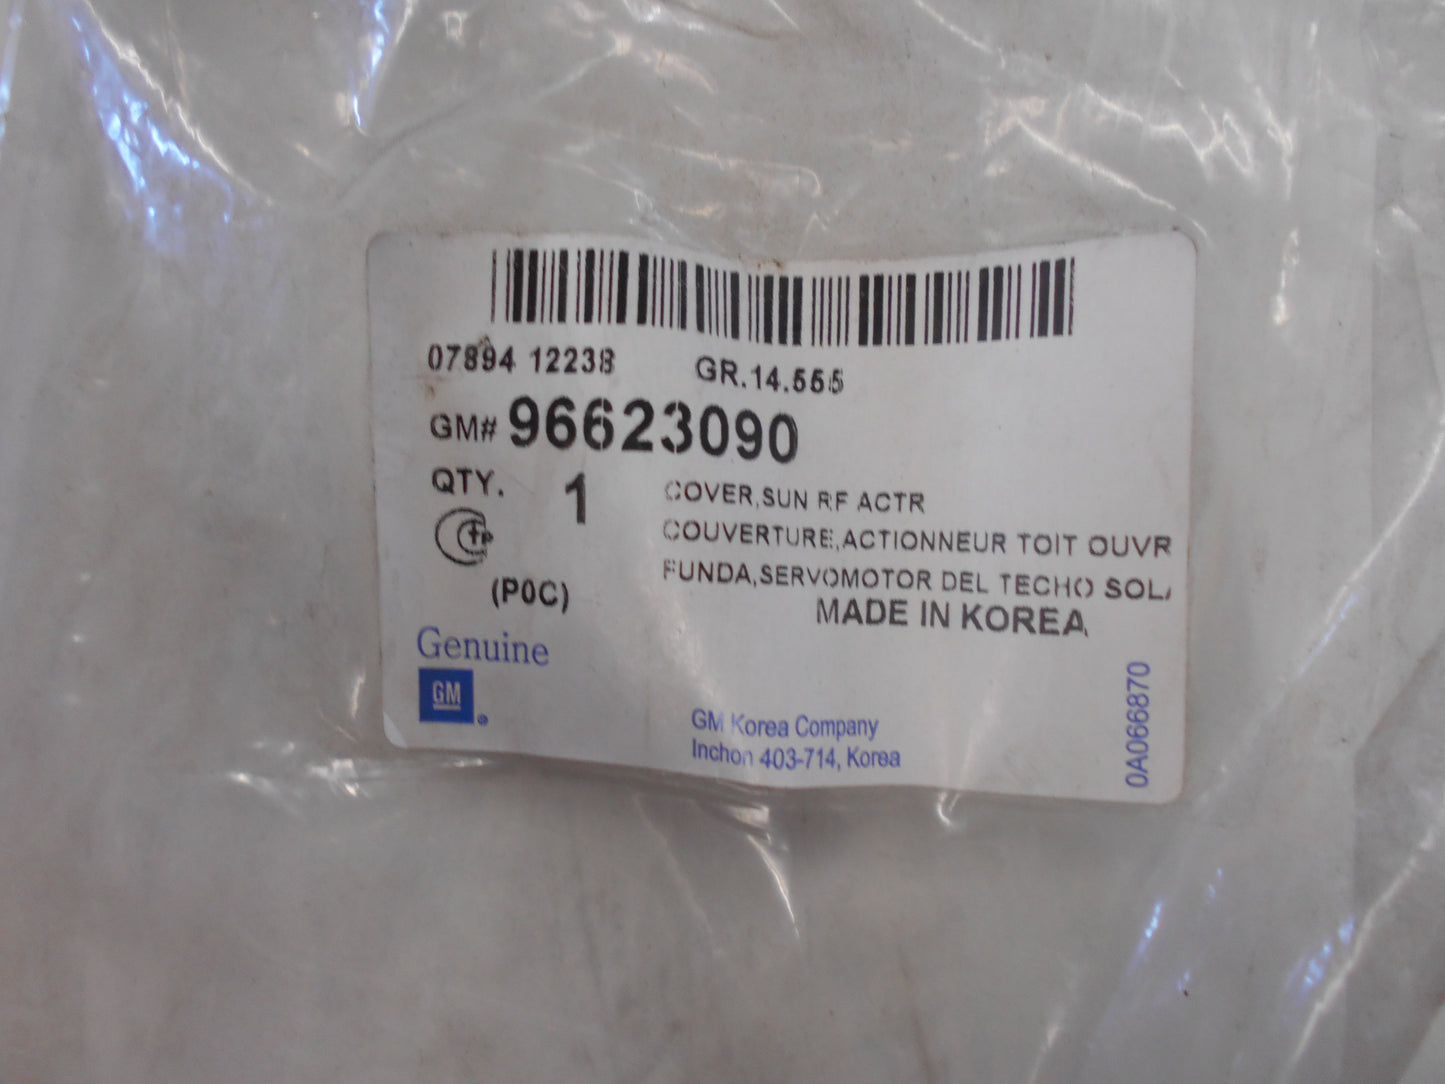 07894 12238 GR.14.555
GM# 96623090
QTY. 1
COVER,SUN RF ACTR
COUVERTURE,ACTIONNEUR TOIT OUVR
FUNDA,SERVOMOTOR DEL TECHO SOL
(P0C)
MADE IN KOREA
Genuine
GM
GM Korea Company
Inchon 403-714, Korea
0A066870